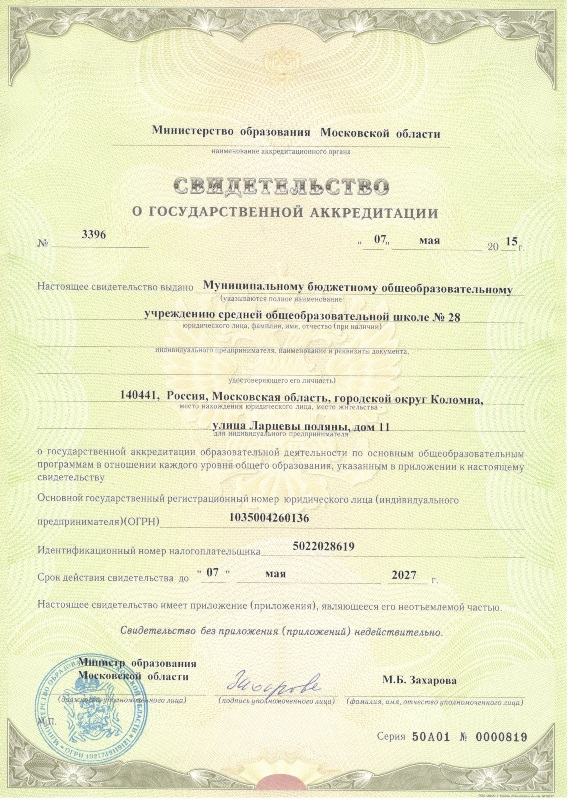 Министерство образования Московской области
наименование аккредитационного органа
СВИДЕТЕЛЬСТВО
О ГОСУДАРСТВЕННОЙ АККРЕДИТАЦИИ
№ 3396 " 07 " мая 20 15 г.
Настоящее свидетельство выдано Муниципальному бюджетному общеобразовательному
(указываются полное наименование
учреждению средней общеобразовательной школе № 28
юридического лица, фамилия, имя, отчество (при наличии)
индивидуального предпринимателя, наименование и реквизиты документа,
удостоверяющего его личность)
140441, Россия, Московская область, городской округ Коломна,
место нахождения юридического лица, место жительства -
улица Ларцевы поляны, дом 11
для индивидуального предпринимателя
о государственной аккредитации образовательной деятельности по основным общеобразовательным
программам в отношении каждого уровня общего образования, указанным в приложении к настоящему
свидетельству
Основной государственный регистрационный номер юридического лица (индивидуального
предпринимателя)(ОГРН) 1035004260136
Идентификационный номер налогоплательщика 5022028619
Срок действия свидетельства до " 07 " мая 2027 г.
Настоящее свидетельство имеет приложение (приложения), являющееся его неотъемлемой частью.
Свидетельство без приложения (приложений) недействительно.
Министр образования
Московской области М.Б. Захарова
(должность уполномоченного лица) (подпись уполномоченного лица) (фамилия, имя, отчество уполномоченного лица)
М.П.
Серия 50А01 № 0000819